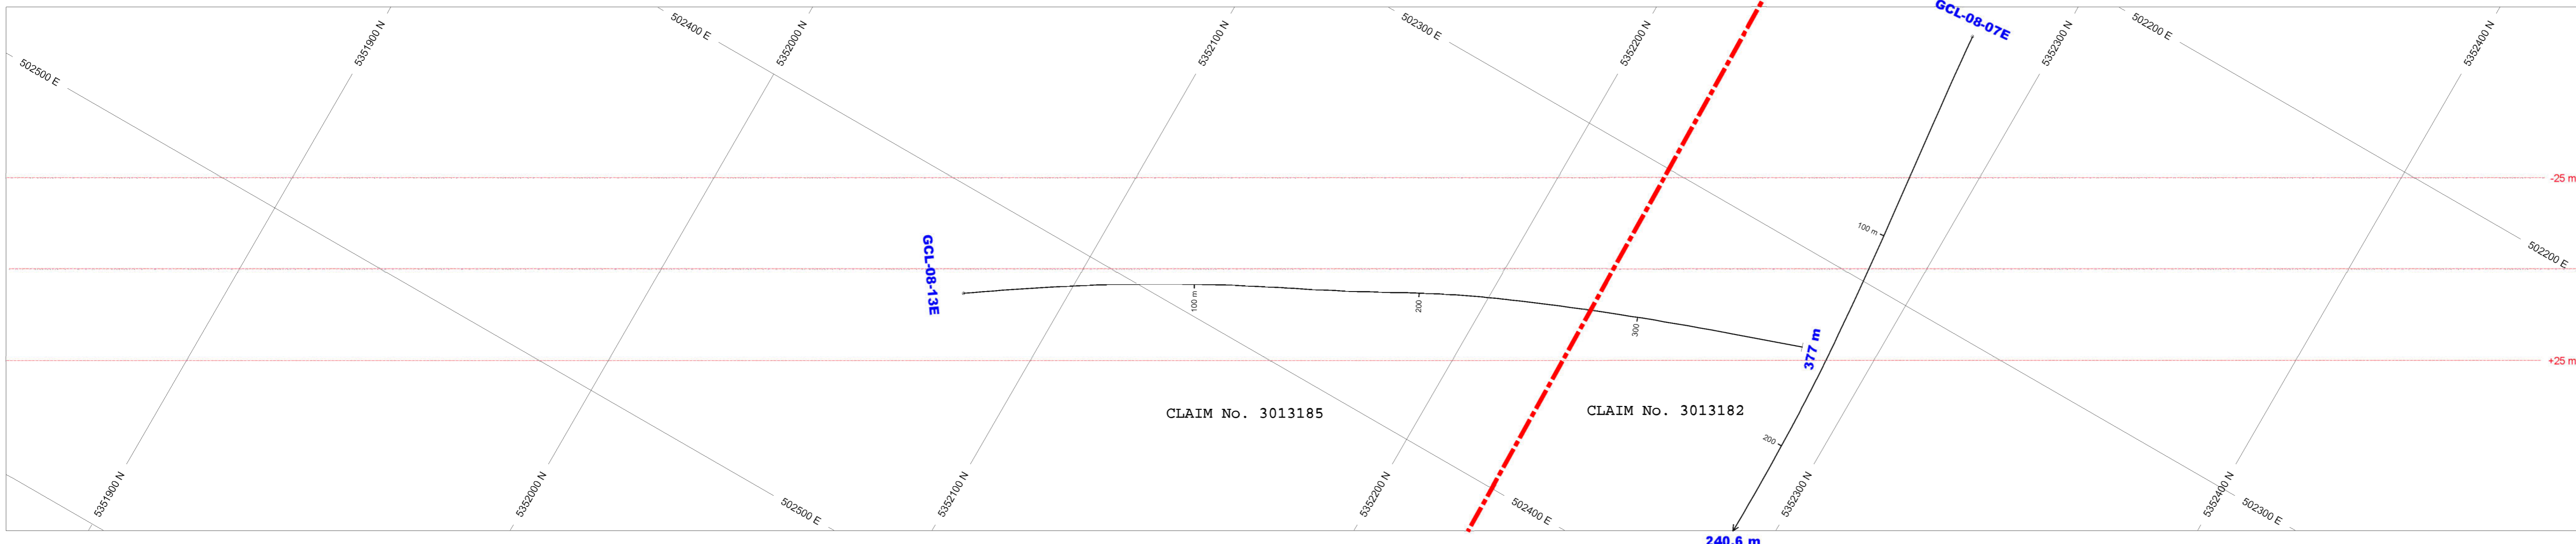 GCL-08-07E
502500 E
5351900 N
502400 E
5352000 N
5352100 N
502300 E
5352200 N
5352300 N
502200 E
5352400 N
-25 m
100 m
502200 E
GCL-08-13E
100 m
200
300
377 m
+25 m
CLAIM No. 3013185
CLAIM No. 3013182
200
5351900 N
5352000 N
502500 E
5352100 N
5352200 N
502400 E
5352300 N
5352400 N
502300 E
240.6 m